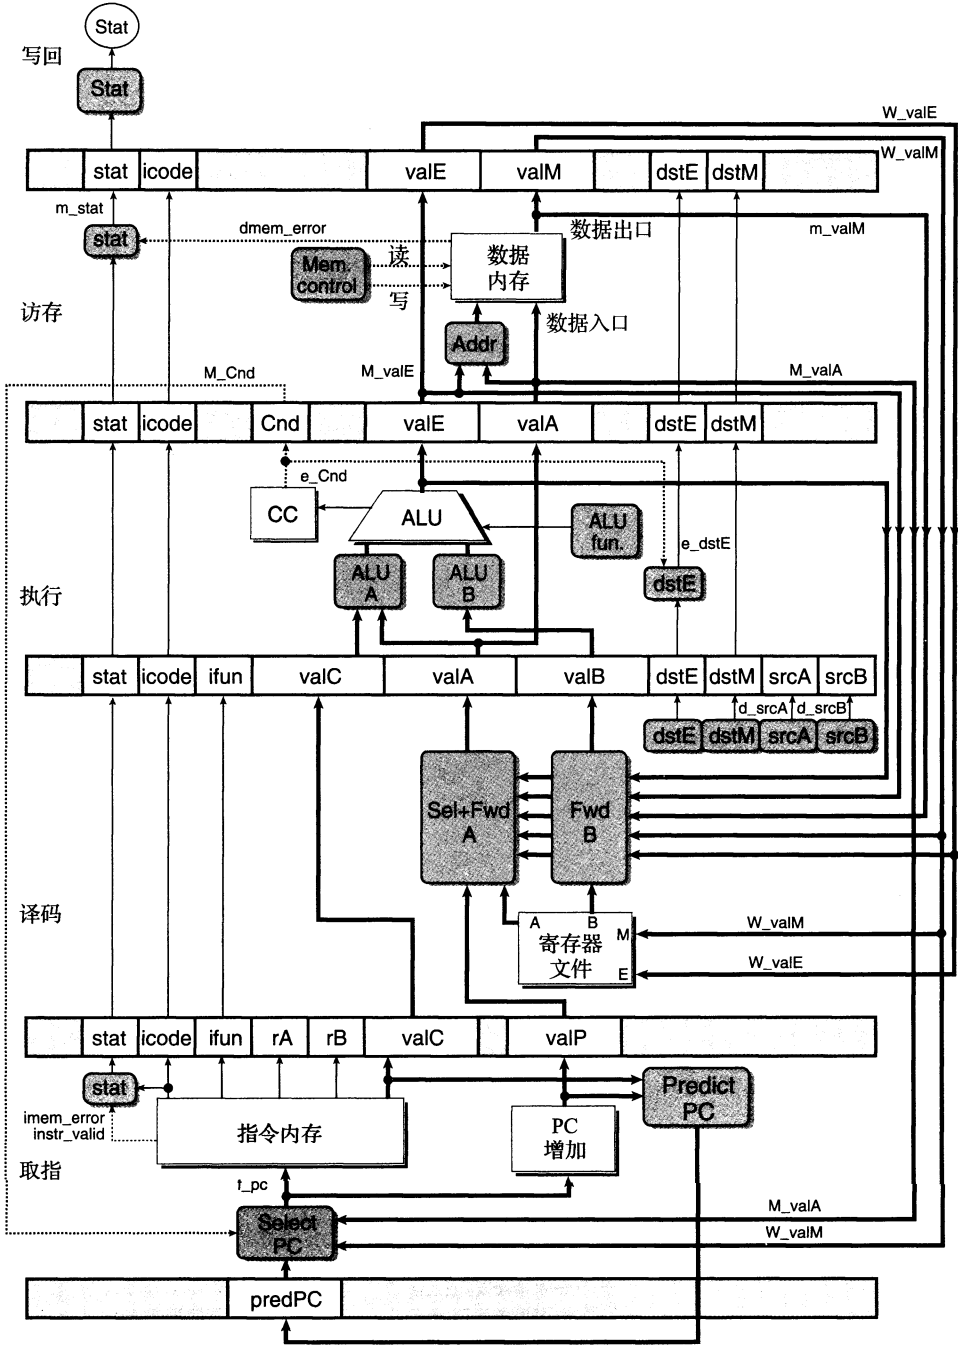 Stat
写回
Stat
W_valE
W_valM
stat icode valE valM dstE dstM
m_stat
stat
dmem_error
数据出口
m_valM
读
数据
内存
Mem.
control
写
访存
数据入口
Addr
M_Cnd
M_valE
M_valA
stat icode Cnd valE valA dstE dstM
e_Cnd
CC
ALU
ALU
fun.
e_dstE
ALU
A
ALU
B
dstE
执行
stat icode ifun valC valA valB dstE dstM srcA srcB
d_srcA d_srcB
dstE dstM srcA srcB
Sel+Fwd
A
Fwd
B
译码
A B
寄存器
文件
M
E
W_valM
W_valE
stat icode ifun rA rB valC valP
stat
Predict
PC
imem_error
instr_valid
指令内存
PC
增加
取指
f_pc
Select
PC
M_valA
W_valM
predPC